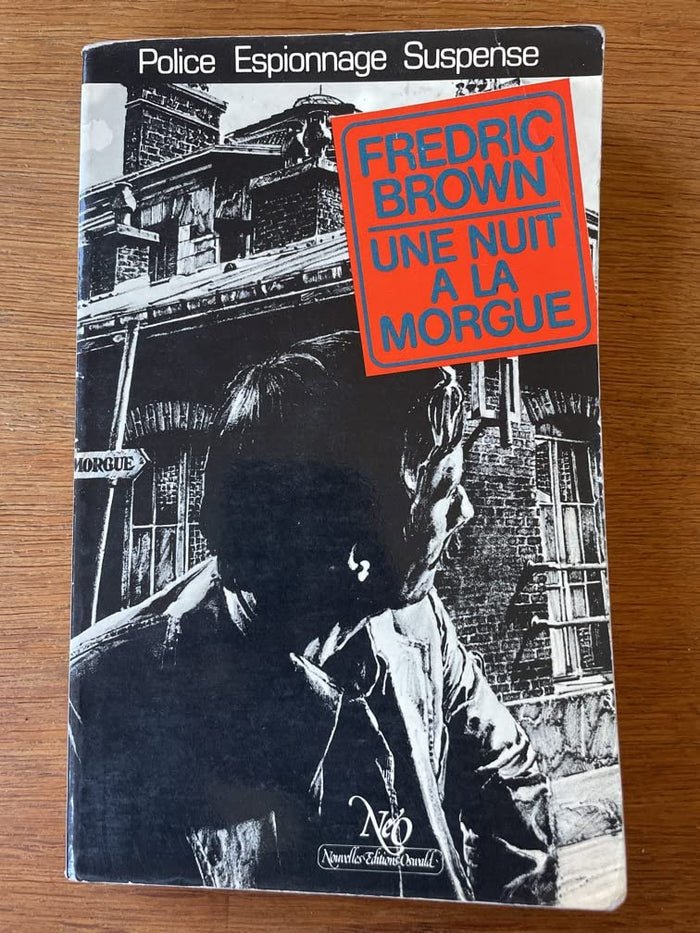 Police Espionnage Suspense
FREDRIC
BROWN
UNE NUIT
A LA
MORGUE
MORGUE
Néo
Nouvelles Editions Oswald